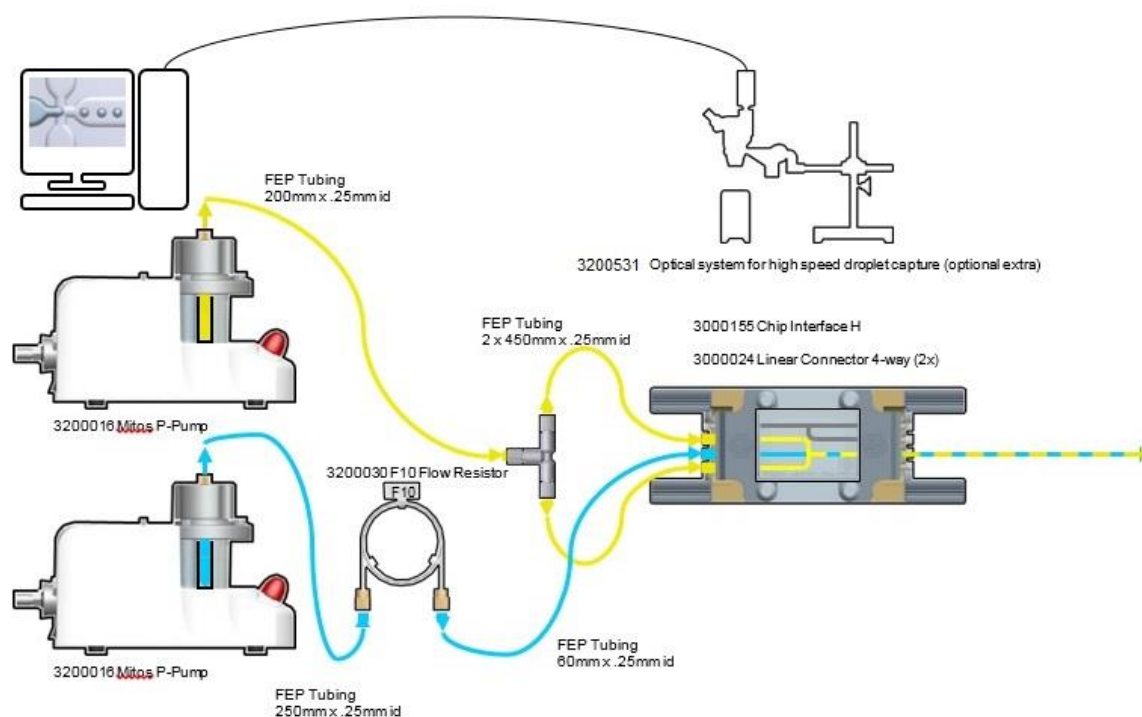 FEP Tubing
200mm x .25mm id
3200531 Optical system for high speed droplet capture (optional extra)
FEP Tubing
2 x 450mm x .25mm id
3000155 Chip Interface H
3000024 Linear Connector 4-way (2x)
3200016 Mitos P-Pump
3200030 F10 Flow Resistor
F10
3200016 Mitos P-Pump
FEP Tubing
60mm x .25mm id
FEP Tubing
250mm x .25mm id